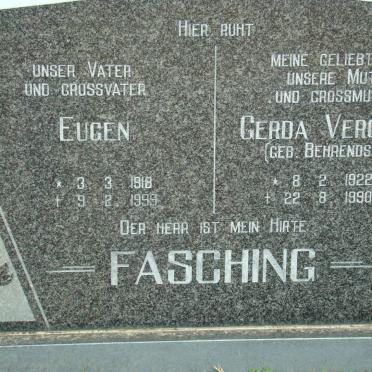 HIER RUHT
UNSER VATER
UND GROSSVATER
EUGEN
* 3 3 1918
+ 9 2 1999
MEINE GELIEBT
UNSERE MUT
UND GROSSMU
GERDA VERO
(GEB. BEHRENDS
* 8 2 1922
+ 22 8 1990
DER HERR IST MEIN HIRTE
FASCHING